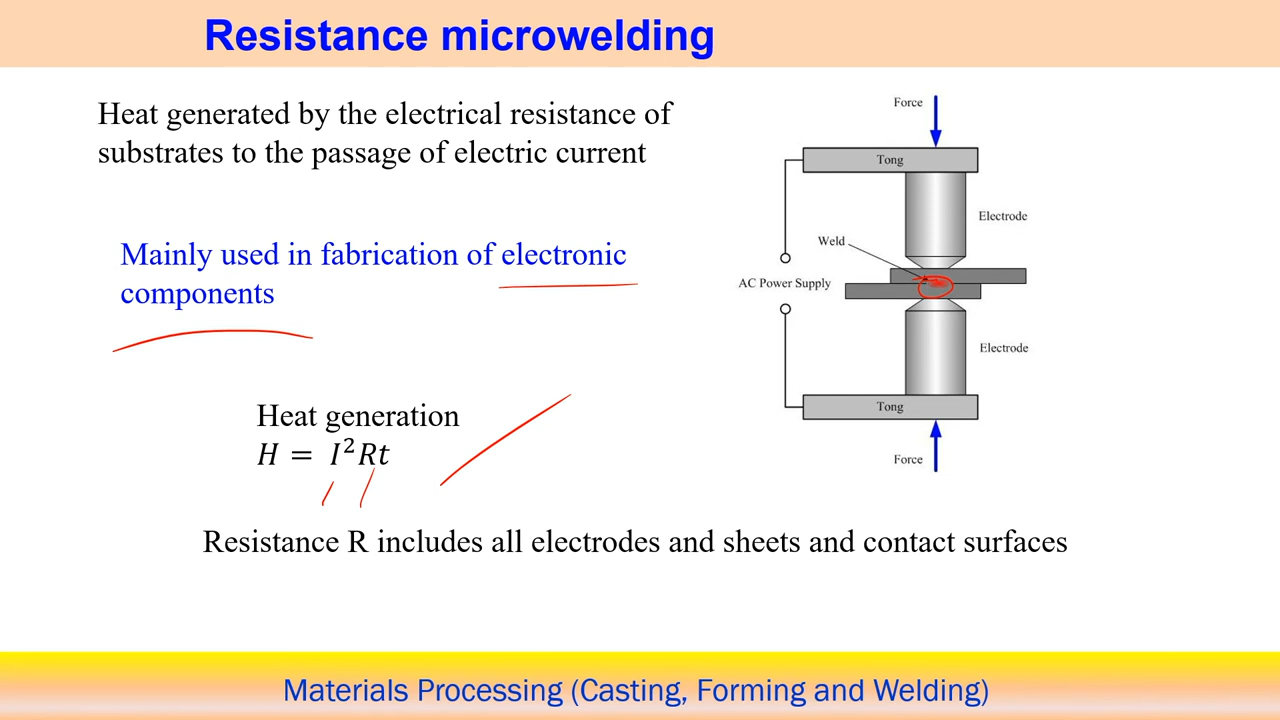 Resistance microwelding
Heat generated by the electrical resistance of
substrates to the passage of electric current
Mainly used in fabrication of electronic
components
Heat generation
H = I²Rt
Resistance R includes all electrodes and sheets and contact surfaces
Force
Tong
Electrode
Weld
AC Power Supply
Electrode
Tong
Force
Materials Processing (Casting, Forming and Welding)